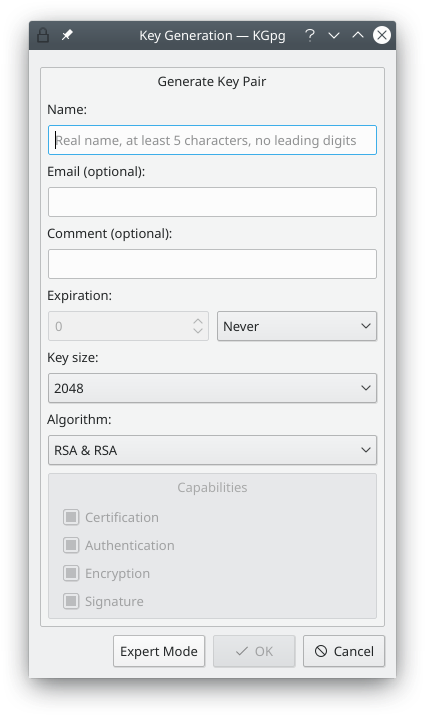 Key Generation — KGpg
Generate Key Pair
Name:
Real name, at least 5 characters, no leading digits
Email (optional):
Comment (optional):
Expiration:
0 Never
Key size:
2048
Algorithm:
RSA & RSA
Capabilities
Certification
Authentication
Encryption
Signature
Expert Mode OK Cancel